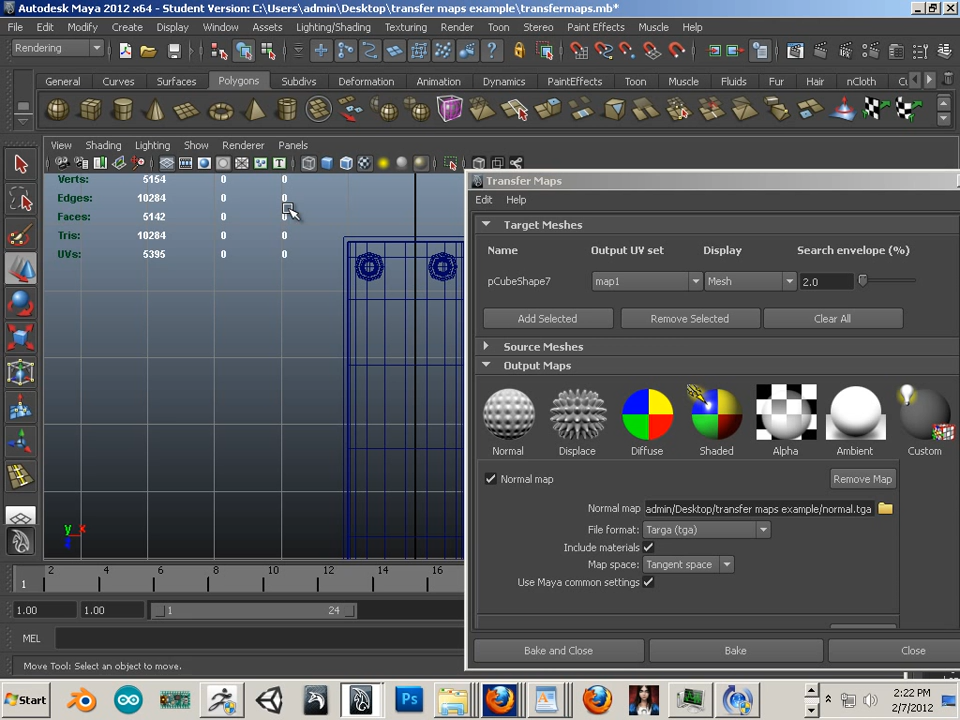 Autodesk Maya 2012 x64 - Student Version: C:\Users\admin\Desktop\transfer maps example\transfermaps.mb*
File Edit Modify Create Display Window Assets Lighting/Shading Texturing Render Toon Stereo Paint Effects Muscle Help
Rendering
General Curves Surfaces Polygons Subdivs Deformation Animation Dynamics PaintEffects Toon Muscle Fluids Fur Hair nCloth
View Shading Lighting Show Renderer Panels
Verts: 5154 0 0
Edges: 10284 0 0
Faces: 5142 0 0
Tris: 10284 0 0
UVs: 5395 0 0
y x
Transfer Maps
Edit Help
Target Meshes
Name Output UV set Display Search envelope (%)
pCubeShape7 map1 Mesh 2.0
Add Selected Remove Selected Clear All
Source Meshes
Output Maps
Normal Displace Diffuse Shaded Alpha Ambient Custom
Normal map Remove Map
Normal map admin/Desktop/transfer maps example/normal.tga
File format: Targa (tga)
Include materials
Map space: Tangent space
Use Maya common settings
Bake and Close Bake Close
2 4 6 8 10 12 14 16
1
1.00 1.00 1 24
MEL
Move Tool: Select an object to move.
Start Ps 2:22 PM
2/7/2012